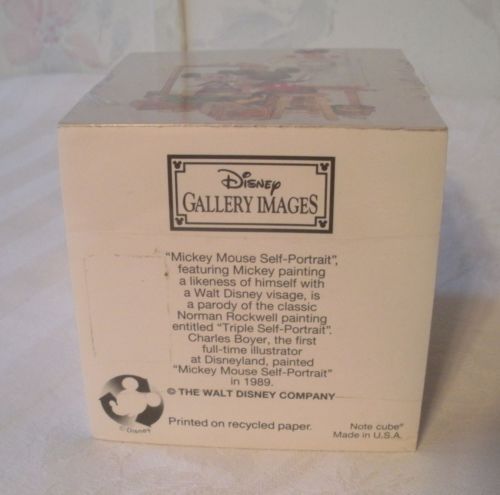 Disney
GALLERY IMAGES
"Mickey Mouse Self-Portrait",
featuring Mickey painting
a likeness of himself with
a Walt Disney visage, is
a parody of the classic
Norman Rockwell painting
entitled "Triple Self-Portrait".
Charles Boyer, the first
full-time illustrator
at Disneyland, painted
"Mickey Mouse Self-Portrait"
in 1989.
© THE WALT DISNEY COMPANY
© Disney
Printed on recycled paper.
Note cube®
Made in U.S.A.